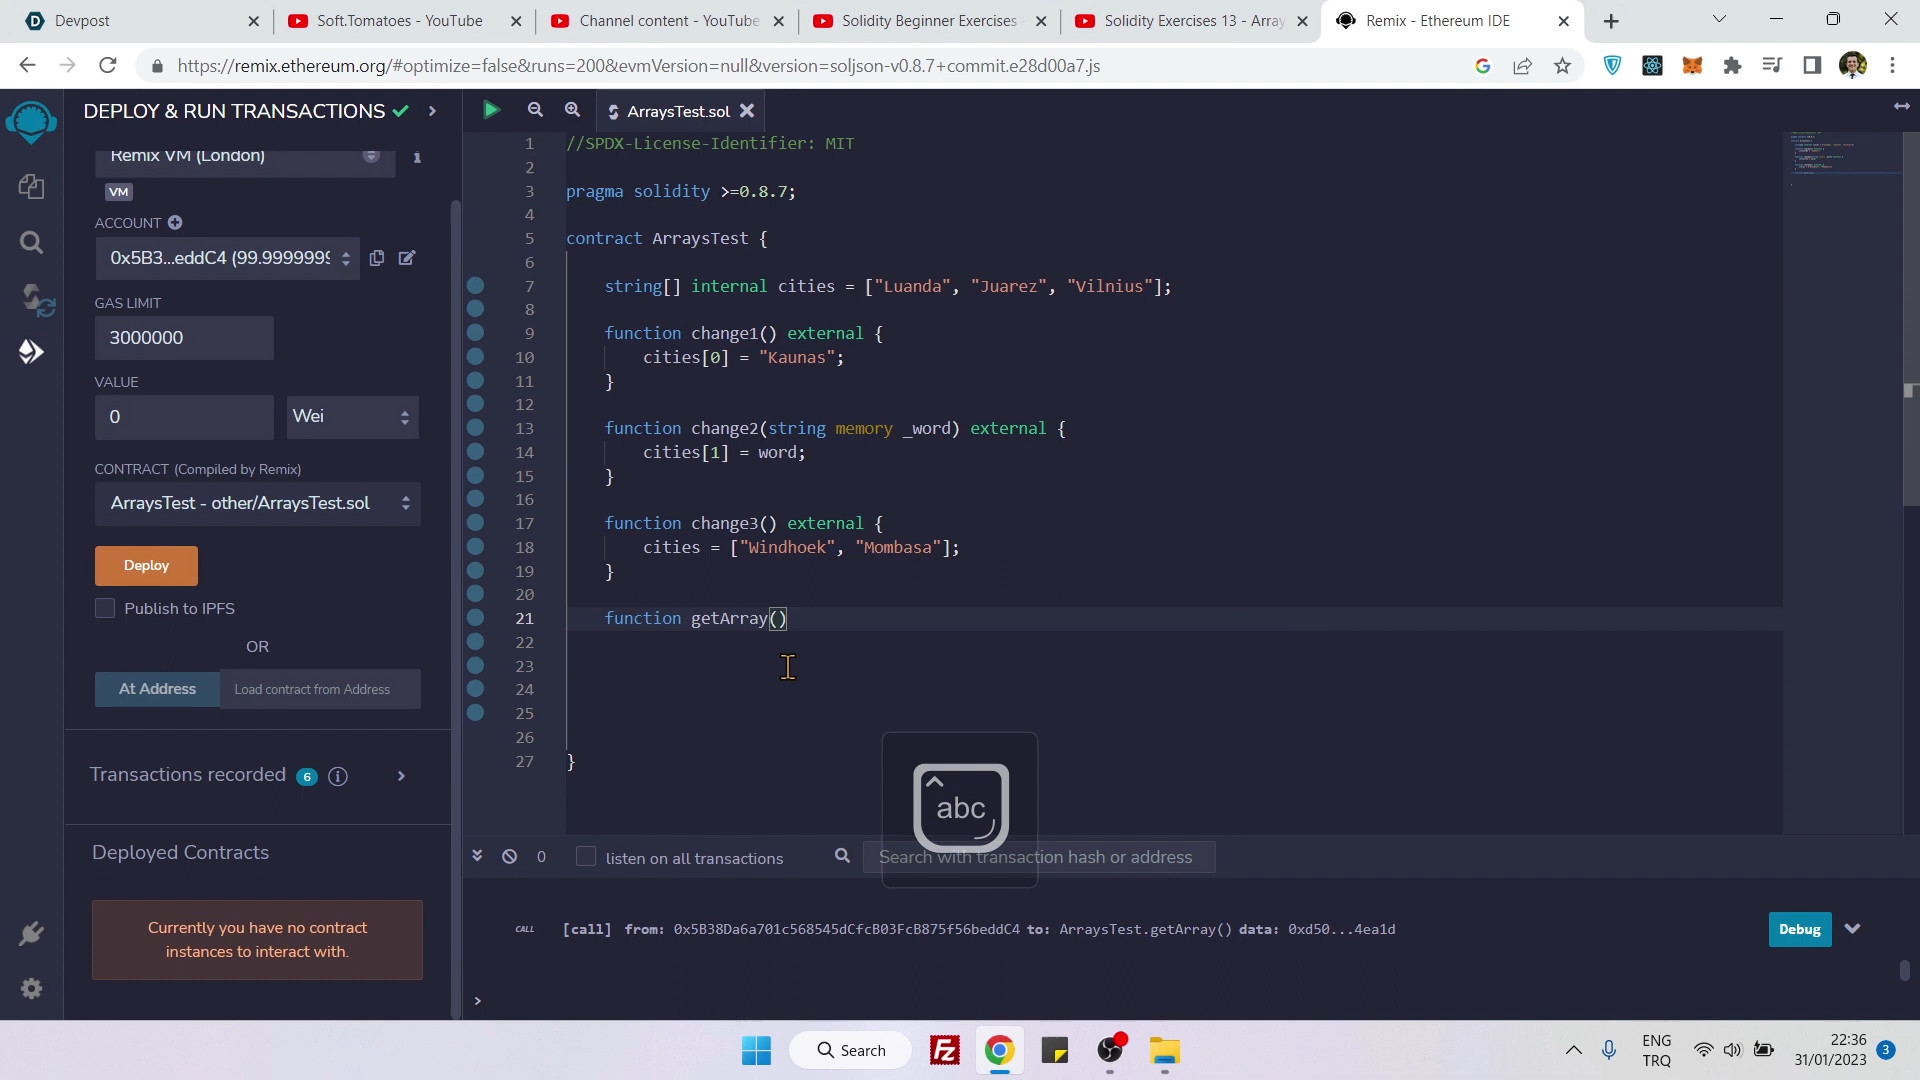 Devpost
Soft.Tomatoes - YouTube
Channel content - YouTube
Solidity Beginner Exercises -
Solidity Exercises 13 - Array
Remix - Ethereum IDE
https://remix.ethereum.org/#optimize=false&runs=200&evmVersion=null&version=soljson-v0.8.7+commit.e28d00a7.js
DEPLOY & RUN TRANSACTIONS
Remix VM (London)
VM
ACCOUNT
0x5B3...eddC4 (99.9999999
GAS LIMIT
3000000
VALUE
0
Wei
CONTRACT (Compiled by Remix)
ArraysTest - other/ArraysTest.sol
Deploy
Publish to IPFS
OR
At Address
Load contract from Address
Transactions recorded 6
Deployed Contracts
Currently you have no contract
instances to interact with.
ArraysTest.sol
1 //SPDX-License-Identifier: MIT
2
3 pragma solidity >=0.8.7;
4
5 contract ArraysTest {
6
7 string[] internal cities = ["Luanda", "Juarez", "Vilnius"];
8
9 function change1() external {
10 cities[0] = "Kaunas";
11 }
12
13 function change2(string memory _word) external {
14 cities[1] = word;
15 }
16
17 function change3() external {
18 cities = ["Windhoek", "Mombasa"];
19 }
20
21 function getArray()
22
23
24
25
26
27 }
abc
0
listen on all transactions
Search with transaction hash or address
CALL [call] from: 0x5B38Da6a701c568545dCfcB03FcB875f56beddC4 to: ArraysTest.getArray() data: 0xd50...4ea1d
Debug
>
Search
Fz
ENG
TRQ
22:36
31/01/2023
3